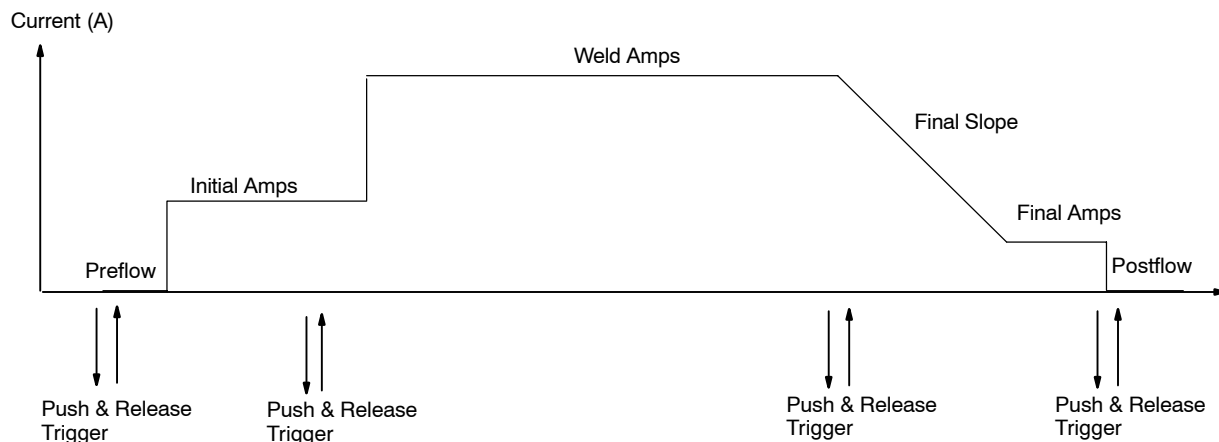 Current (A)
Weld Amps
Final Slope
Initial Amps
Final Amps
Preflow
Postflow
Push & Release
Trigger
Push & Release
Trigger
Push & Release
Trigger
Push & Release
Trigger